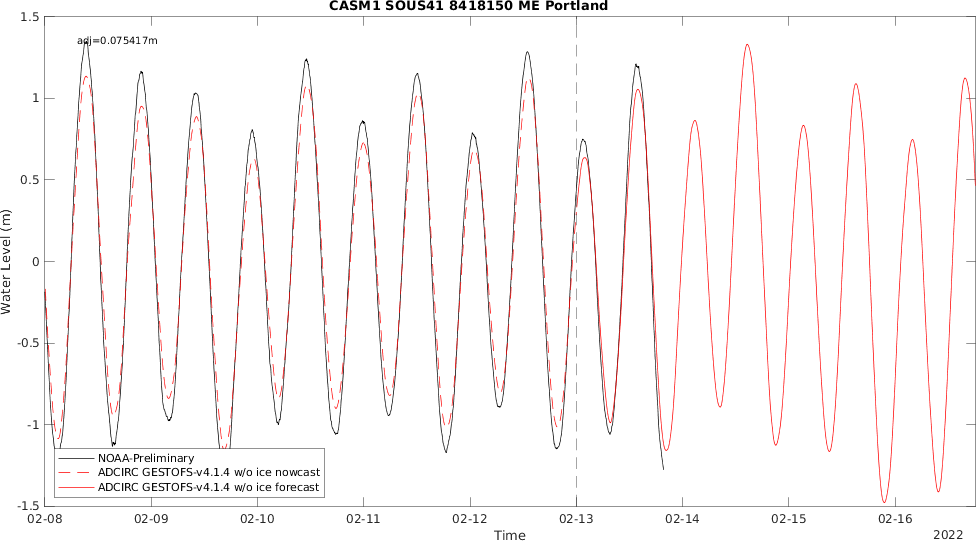 CASM1 SOUS41 8418150 ME Portland
adj=0.075417m
1.5
1
0.5
0
-0.5
-1
-1.5
Water Level (m)
NOAA-Preliminary
ADCIRC GESTOFS-v4.1.4 w/o ice nowcast
ADCIRC GESTOFS-v4.1.4 w/o ice forecast
02-08 02-09 02-10 02-11 02-12 02-13 02-14 02-15 02-16
Time
2022